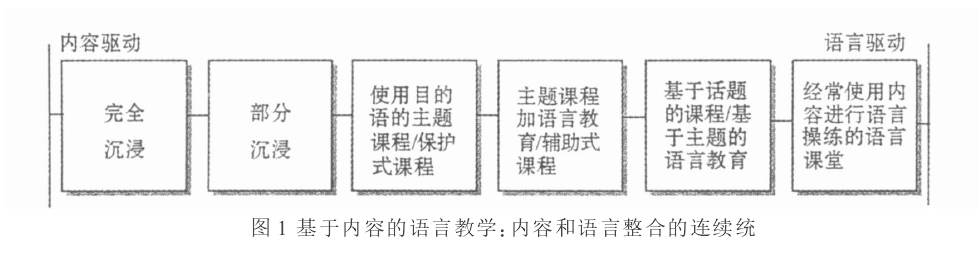 内容驱动
语言驱动
完全
沉浸
部分
沉浸
使用目的
语的主题
课程/保护
式课程
主题课程
加语言教
育/辅助式
课程
基于话题
的课程/基
于主题的
语言教育
经常使用内
容进行语言
操练的语言
课堂
图1 基于内容的语言教学:内容和语言整合的连续统